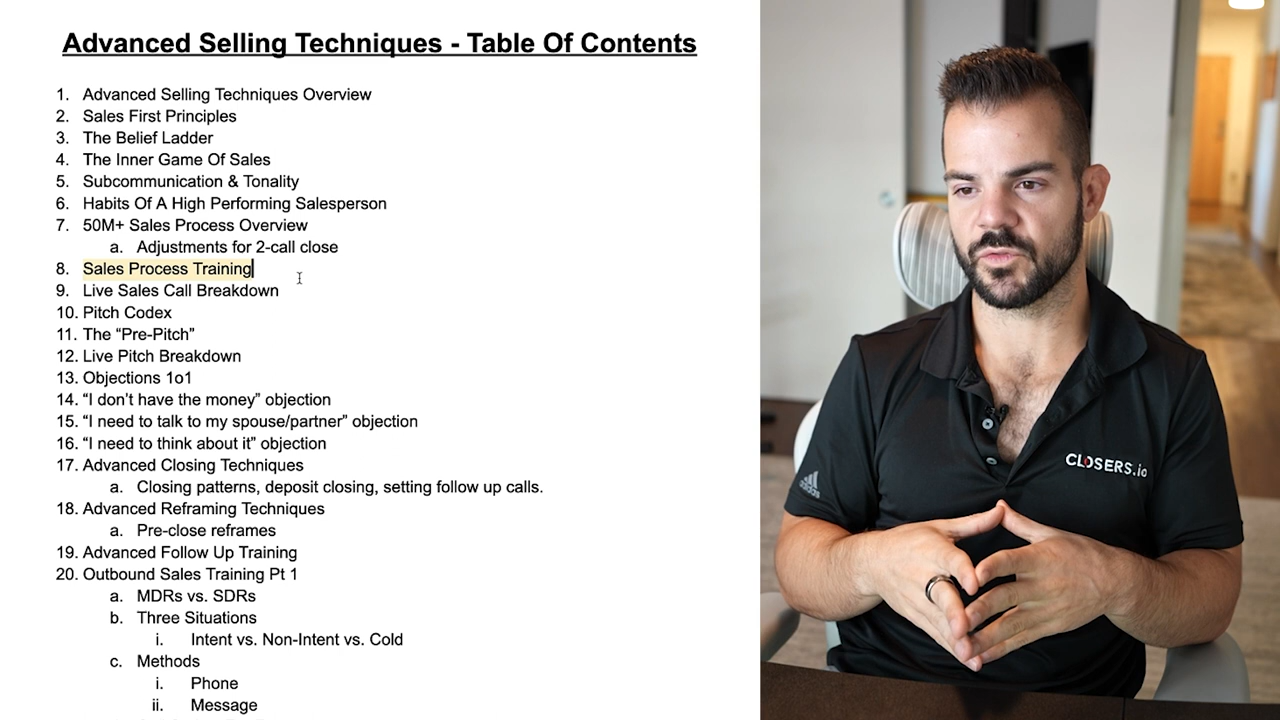 Advanced Selling Techniques - Table Of Contents
1. Advanced Selling Techniques Overview
2. Sales First Principles
3. The Belief Ladder
4. The Inner Game Of Sales
5. Subcommunication & Tonality
6. Habits Of A High Performing Salesperson
7. 50M+ Sales Process Overview
a. Adjustments for 2-call close
8. Sales Process Training
9. Live Sales Call Breakdown
10. Pitch Codex
11. The “Pre-Pitch”
12. Live Pitch Breakdown
13. Objections 1o1
14. “I don’t have the money” objection
15. “I need to talk to my spouse/partner” objection
16. “I need to think about it” objection
17. Advanced Closing Techniques
a. Closing patterns, deposit closing, setting follow up calls.
18. Advanced Reframing Techniques
a. Pre-close reframes
19. Advanced Follow Up Training
20. Outbound Sales Training Pt 1
a. MDRs vs. SDRs
b. Three Situations
i. Intent vs. Non-Intent vs. Cold
c. Methods
i. Phone
ii. Message
CLOSERS.io
adidas